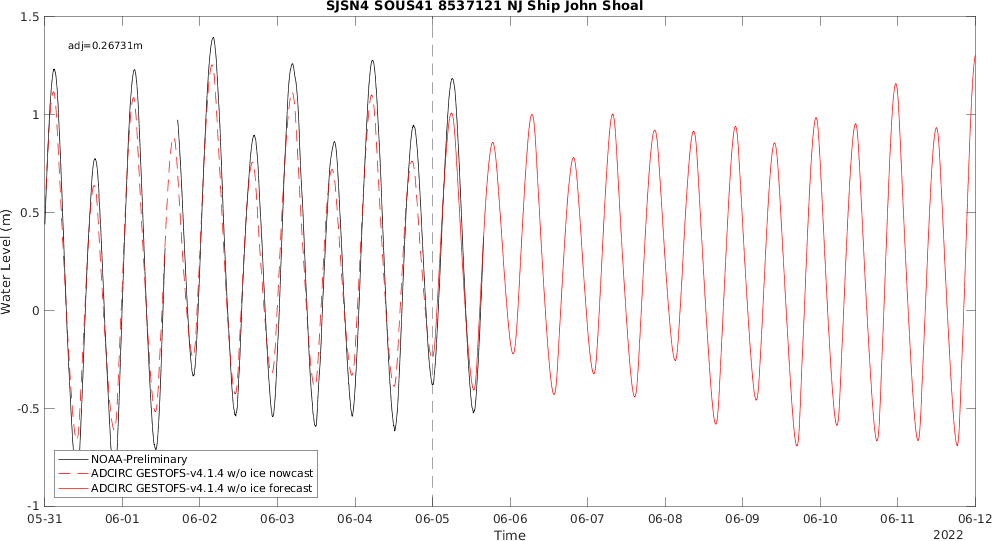 SJSN4 SOUS41 8537121 NJ Ship John Shoal
adj=0.26731m
1.5
1
0.5
0
-0.5
-1
Water Level (m)
NOAA-Preliminary
ADCIRC GESTOFS-v4.1.4 w/o ice nowcast
ADCIRC GESTOFS-v4.1.4 w/o ice forecast
05-31 06-01 06-02 06-03 06-04 06-05 06-06 06-07 06-08 06-09 06-10 06-11 06-12
Time
2022